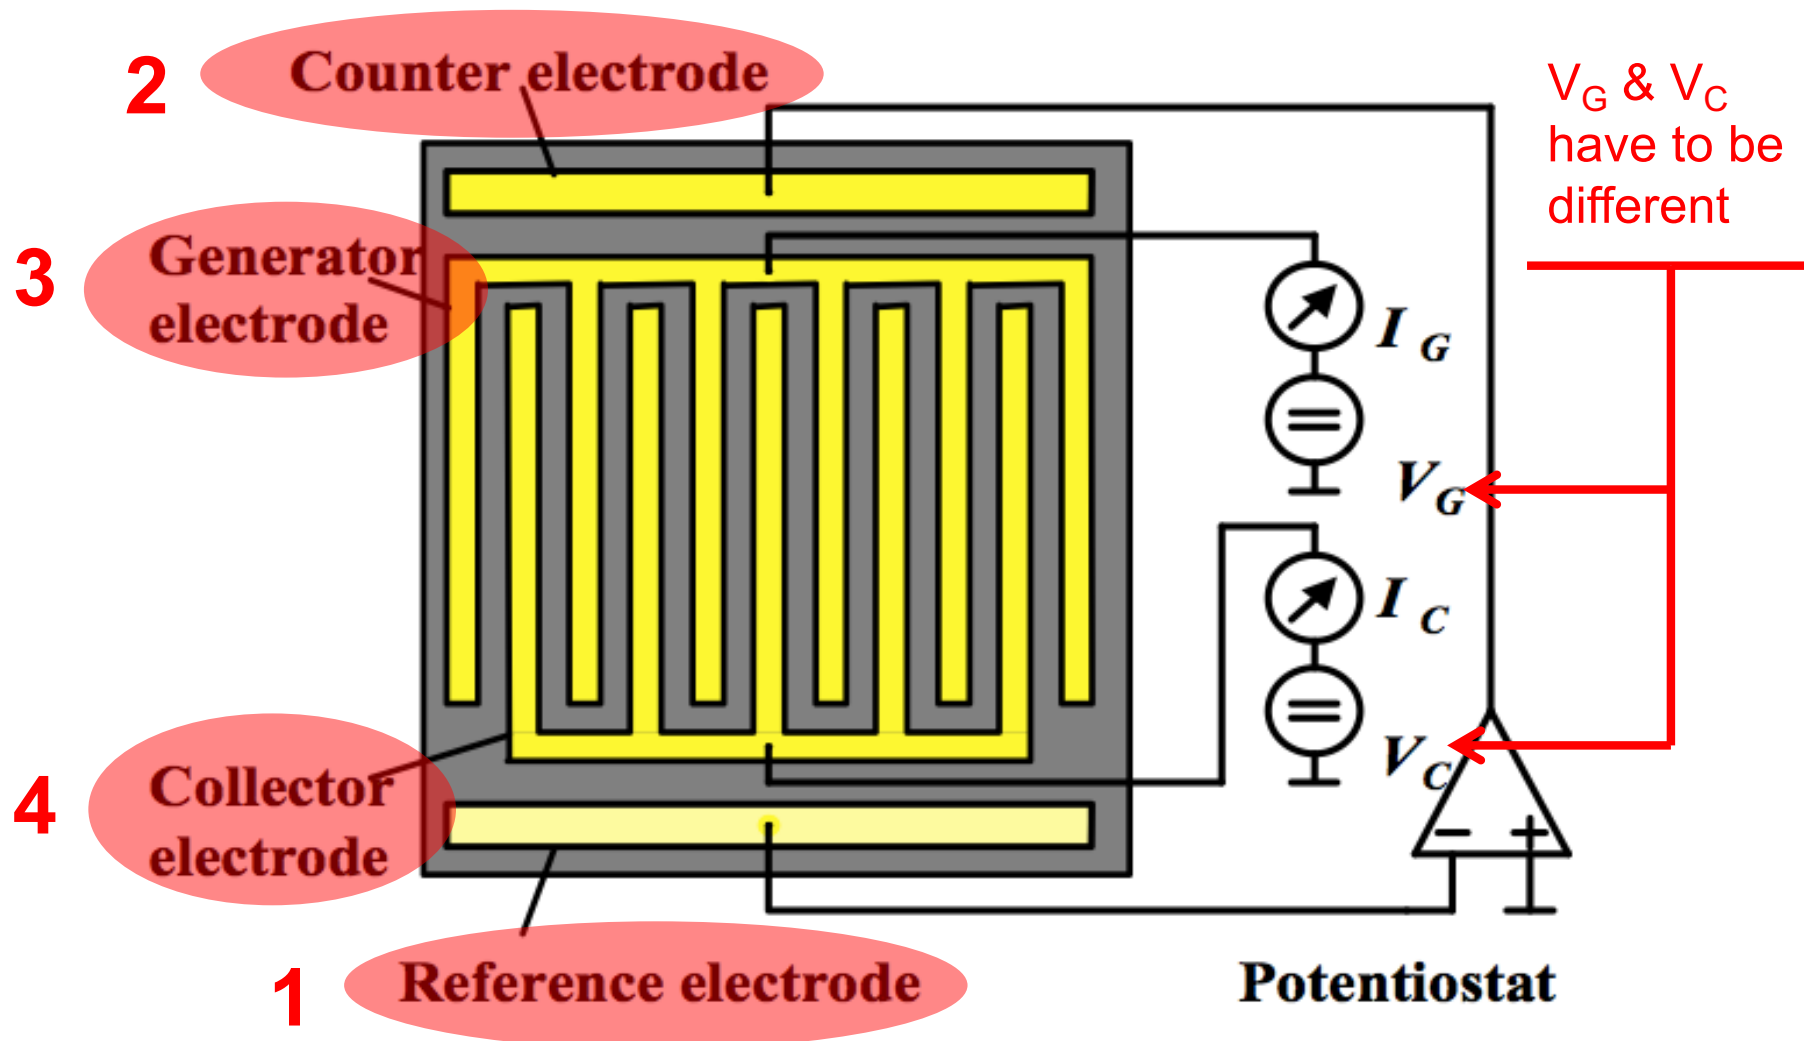 2
Counter electrode
V_G & V_C
have to be
different
3
Generator
electrode
I_G
V_G
I_C
V_C
4
Collector
electrode
− +
1
Reference electrode
Potentiostat